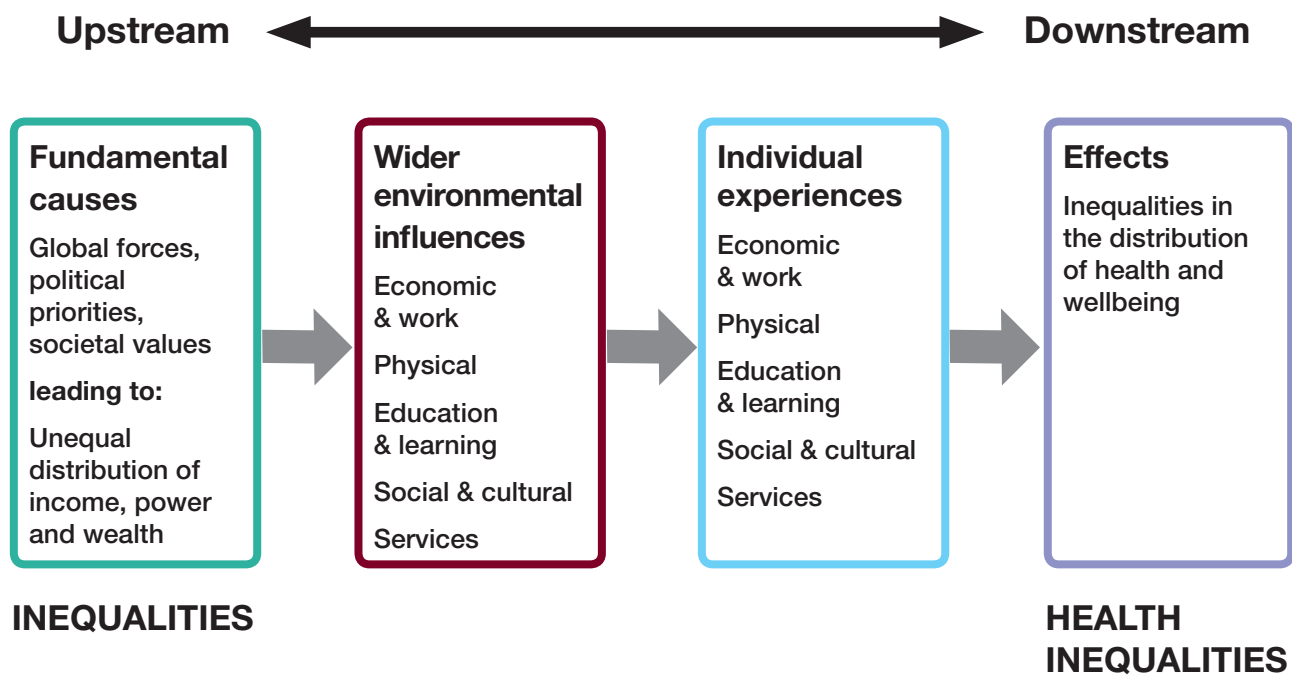 Upstream
Downstream
Fundamental
causes
Global forces,
political
priorities,
societal values
leading to:
Unequal
distribution of
income, power
and wealth
Wider
environmental
influences
Economic
& work
Physical
Education
& learning
Social & cultural
Services
Individual
experiences
Economic
& work
Physical
Education
& learning
Social & cultural
Services
Effects
Inequalities in
the distribution
of health and
wellbeing
INEQUALITIES
HEALTH
INEQUALITIES